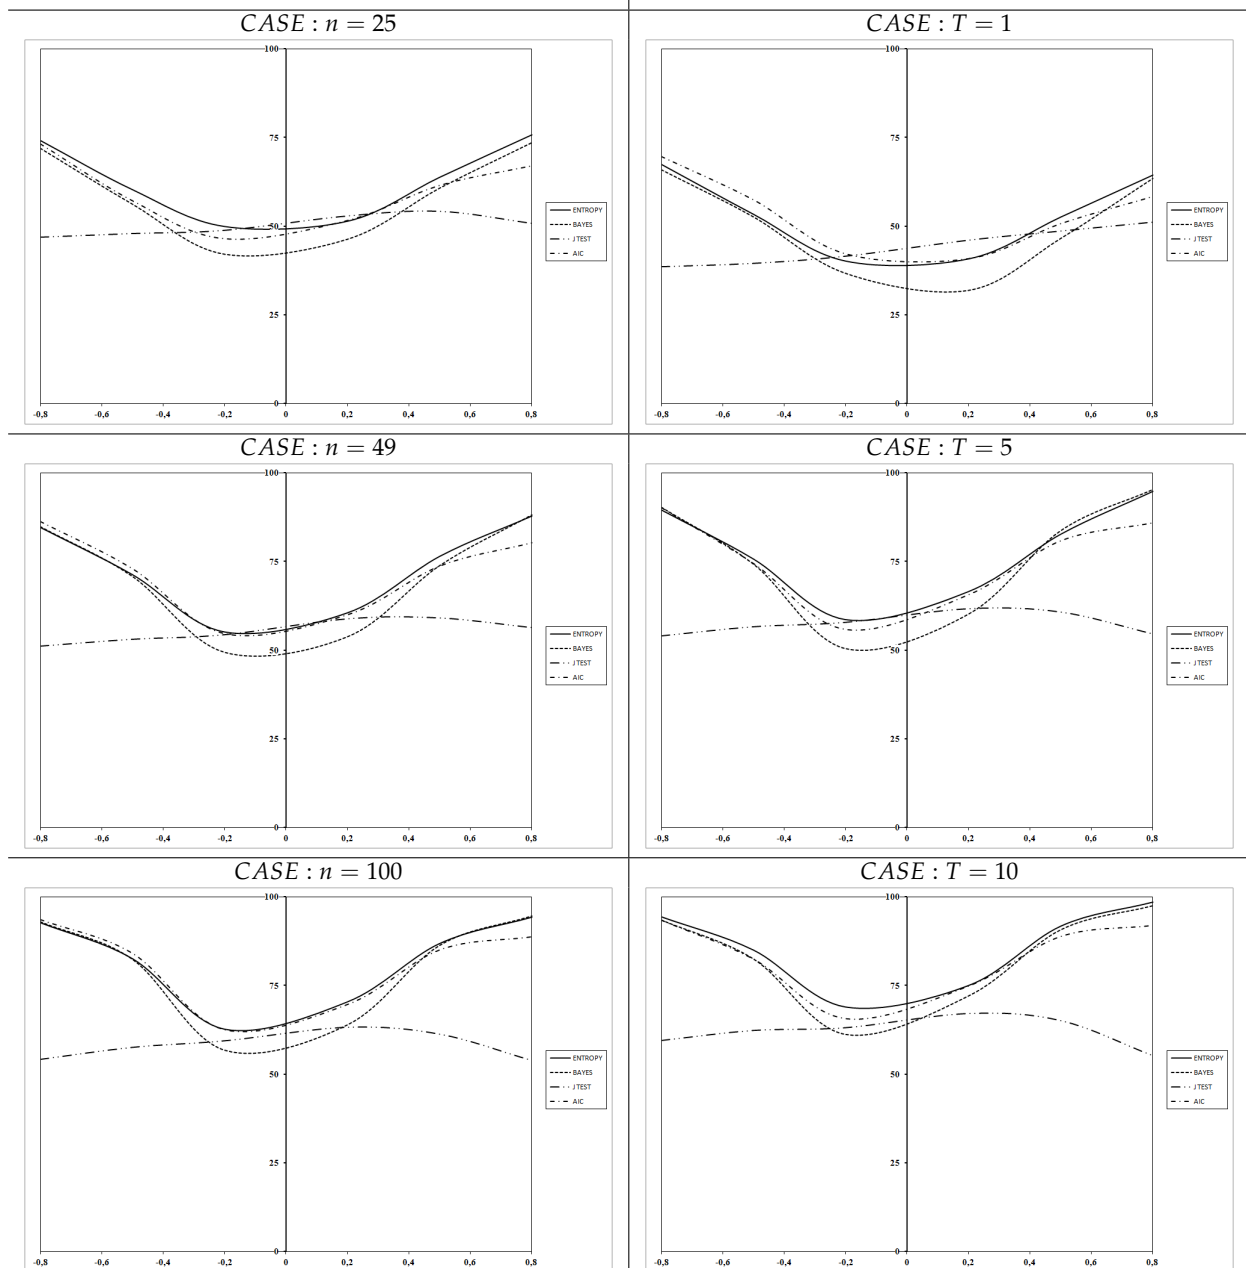 CASE : n = 25
100
75
50
25
0
-0,8 -0,6 -0,4 -0,2 0 0,2 0,4 0,6 0,8
ENTROPY
BAYES
J TEST
AIC
CASE : T = 1
100
75
50
25
0
-0,8 -0,6 -0,4 -0,2 0 0,2 0,4 0,6 0,8
ENTROPY
BAYES
J TEST
AIC
CASE : n = 49
100
75
50
25
0
-0,8 -0,6 -0,4 -0,2 0 0,2 0,4 0,6 0,8
ENTROPY
BAYES
J TEST
AIC
CASE : T = 5
100
75
50
25
0
-0,8 -0,6 -0,4 -0,2 0 0,2 0,4 0,6 0,8
ENTROPY
BAYES
J TEST
AIC
CASE : n = 100
100
75
50
25
0
-0,8 -0,6 -0,4 -0,2 0 0,2 0,4 0,6 0,8
ENTROPY
BAYES
J TEST
AIC
CASE : T = 10
100
75
50
25
0
-0,8 -0,6 -0,4 -0,2 0 0,2 0,4 0,6 0,8
ENTROPY
BAYES
J TEST
AIC